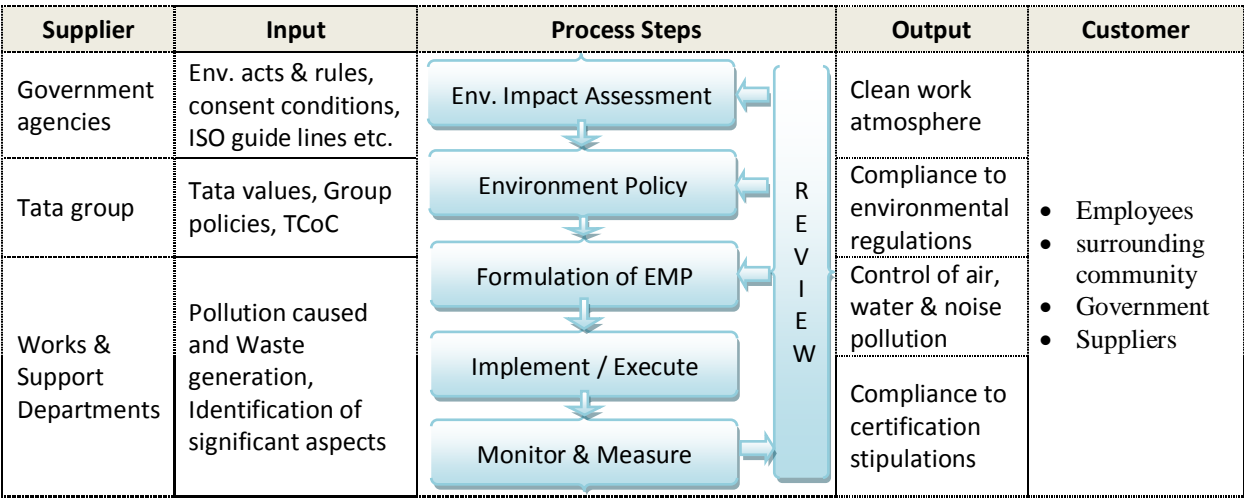 Supplier
Input
Process Steps
Output
Customer
Government
agencies
Env. acts & rules,
consent conditions,
ISO guide lines etc.
Tata group
Tata values, Group
policies, TCoC
Works &
Support
Departments
Pollution caused
and Waste
generation,
Identification of
significant aspects
Env. Impact Assessment
Environment Policy
Formulation of EMP
Implement / Execute
Monitor & Measure
R
E
V
I
E
W
Clean work
atmosphere
Compliance to
environmental
regulations
Control of air,
water & noise
pollution
Compliance to
certification
stipulations
• Employees
• surrounding
community
• Government
• Suppliers